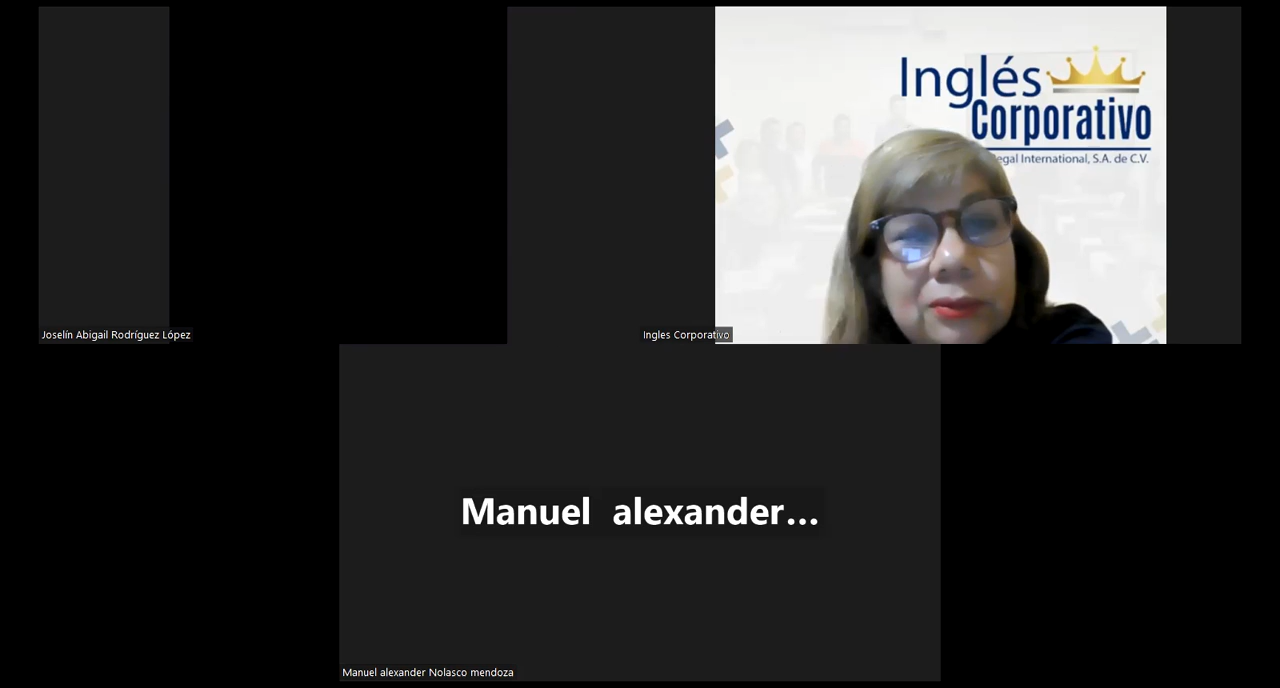 Inglés
Corporativo
egal International, S.A. de C.V.
Joselín Abigail Rodríguez López
Ingles Corporativo
Manuel alexander...
Manuel alexander Nolasco mendoza